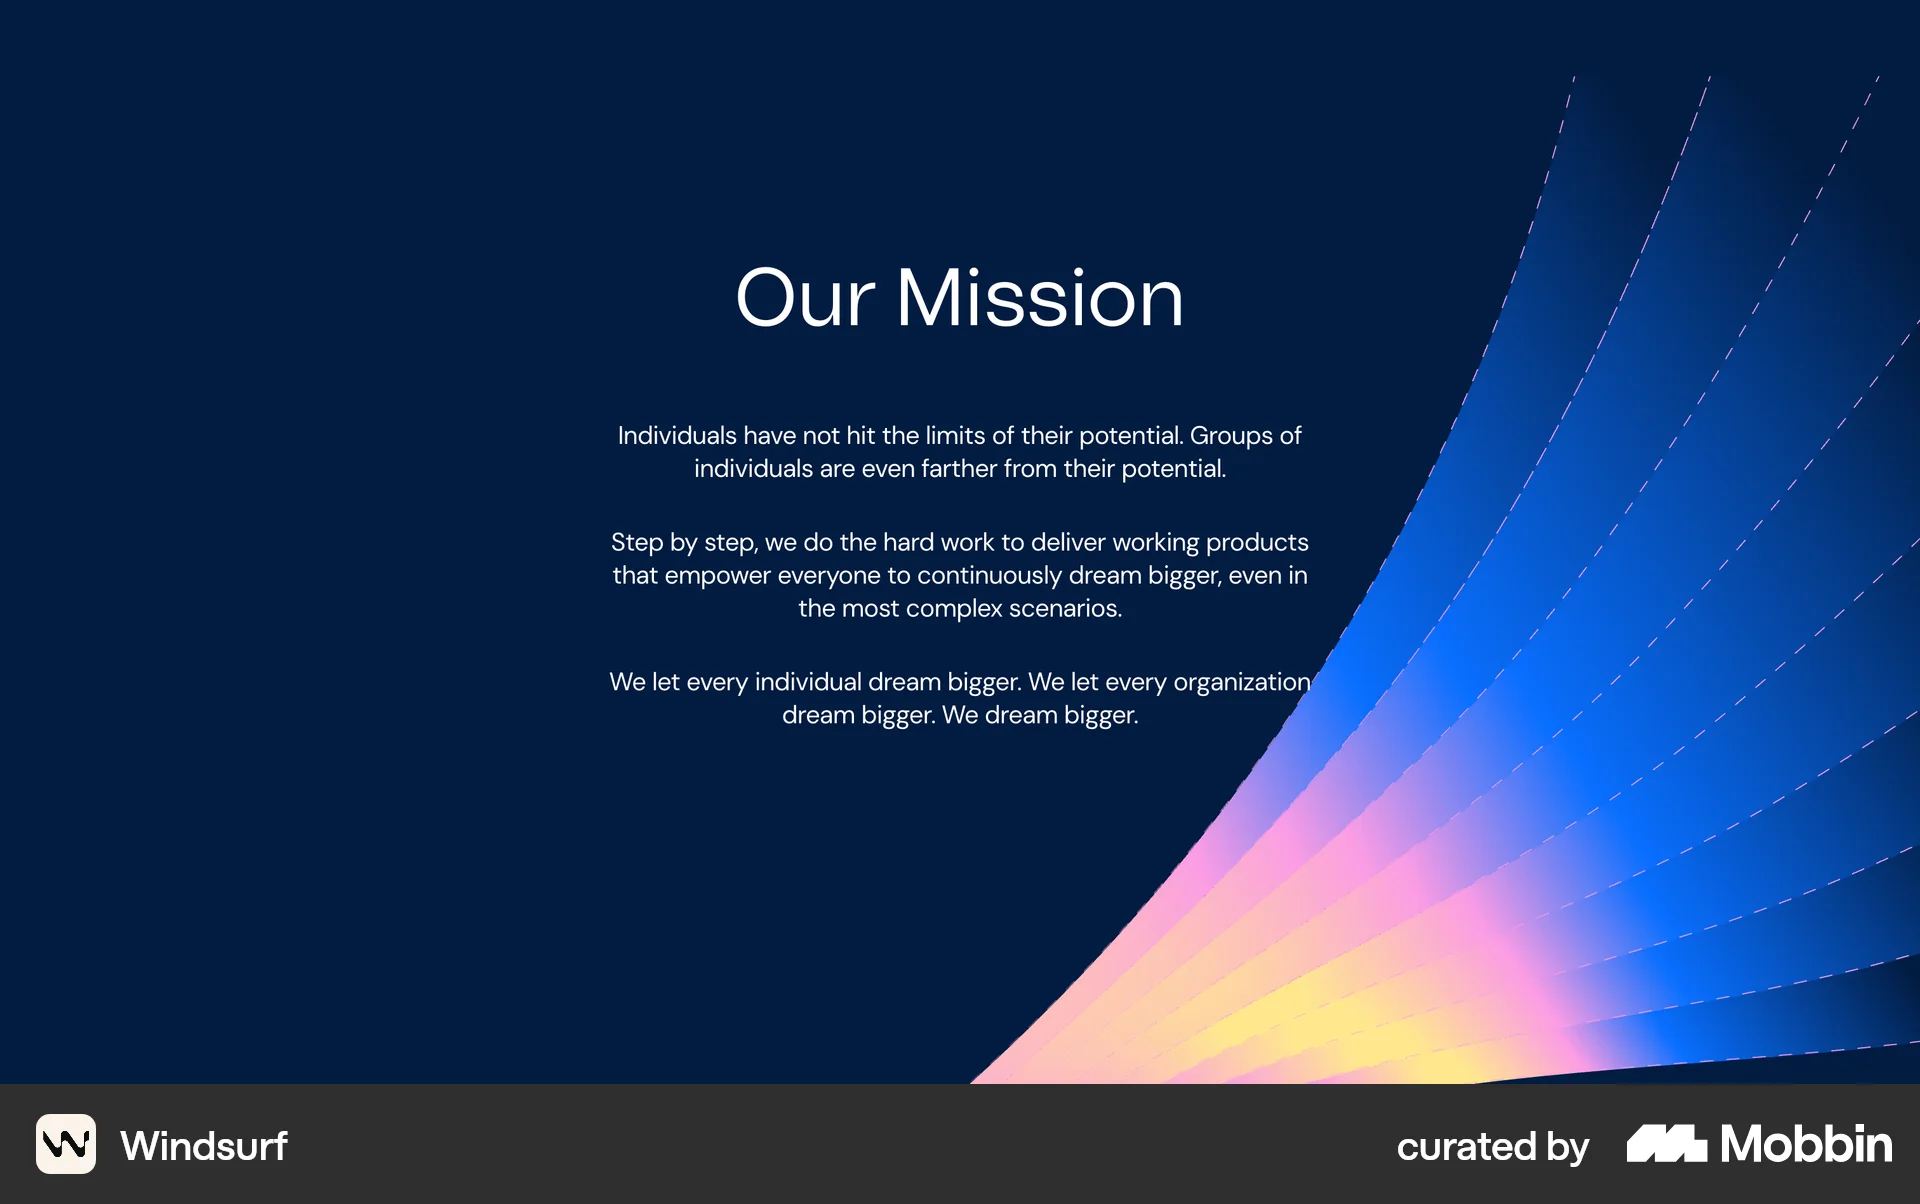 Our Mission
Individuals have not hit the limits of their potential. Groups of
individuals are even farther from their potential.
Step by step, we do the hard work to deliver working products
that empower everyone to continuously dream bigger, even in
the most complex scenarios.
We let every individual dream bigger. We let every organization
dream bigger. We dream bigger.
Windsurf
curated by Mobbin